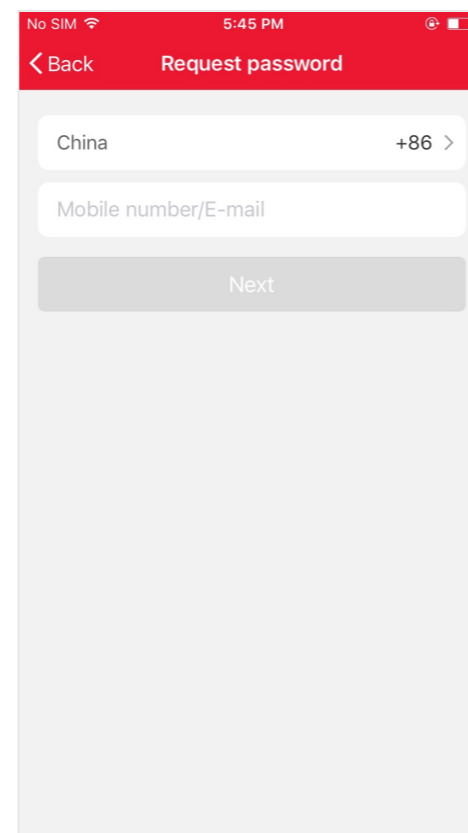 No SIM 5:45 PM
Back Request password
China +86
Mobile number/E-mail
Next